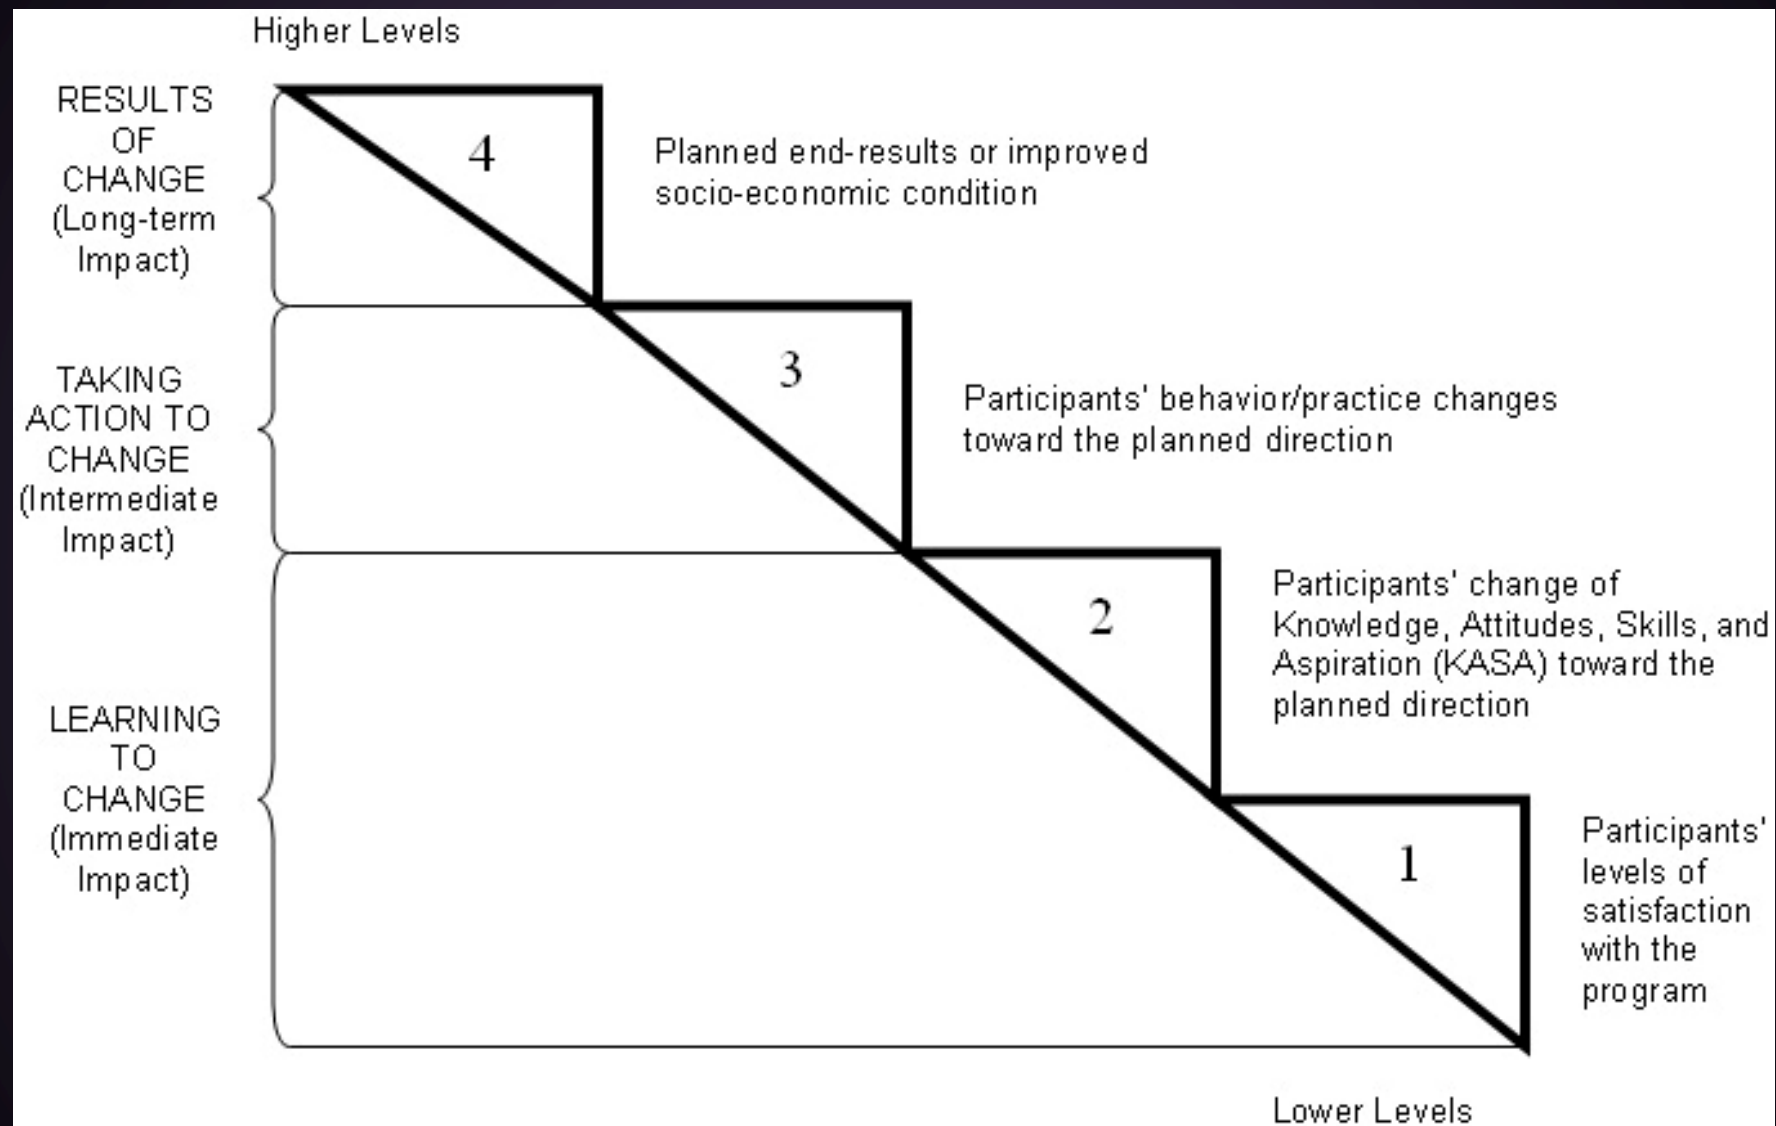 Higher Levels
RESULTS
OF
CHANGE
(Long-term
Impact)
4
Planned end-results or improved
socio-economic condition
TAKING
ACTION TO
CHANGE
(Intermediate
Impact)
3
Participants' behavior/practice changes
toward the planned direction
LEARNING
TO
CHANGE
(Immediate
Impact)
2
Participants' change of
Knowledge, Attitudes, Skills, and
Aspiration (KASA) toward the
planned direction
1
Participants'
levels of
satisfaction
with the
program
Lower Levels